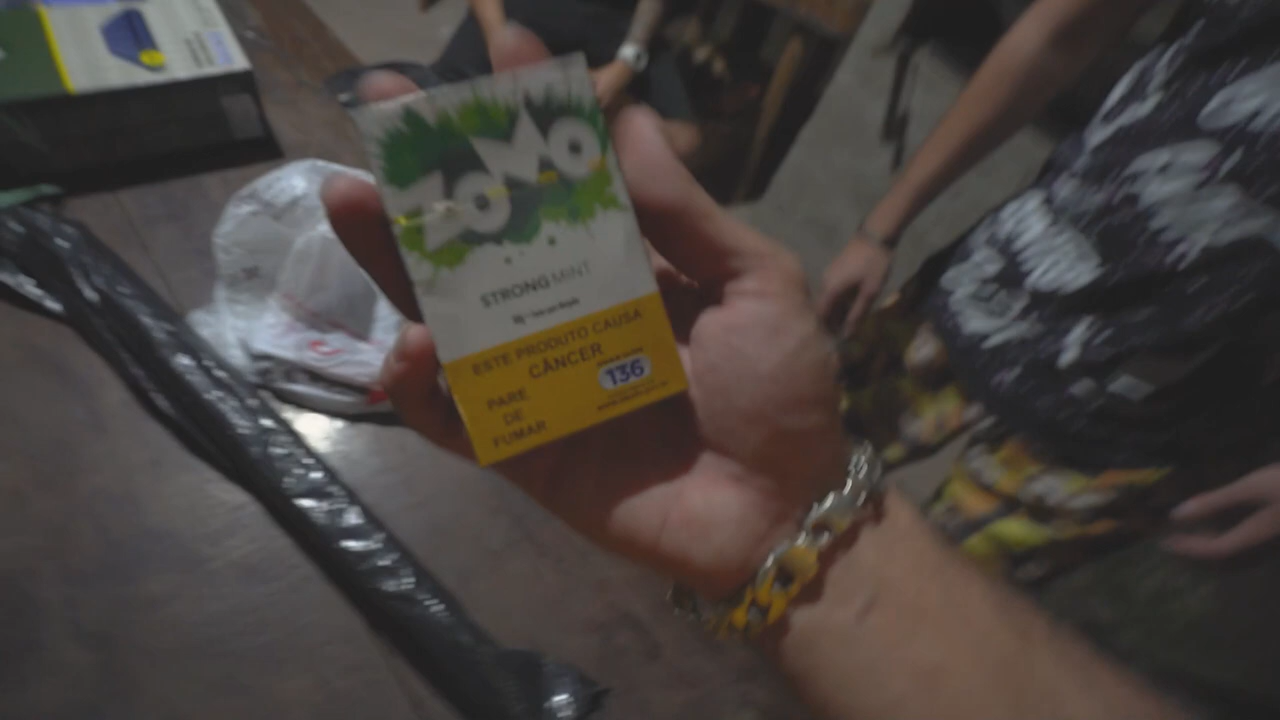 ZOMO
STRONG MINT
ESTE PRODUTO CAUSA
CÂNCER
PARE
DE
FUMAR
136